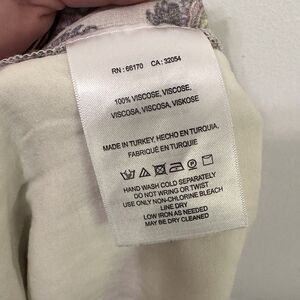 RN : 66170 CA : 32054
100% VISCOSE, VISCOSE,
VISCOSA, VISCOSA, VISKOSE
MADE IN TURKEY, HECHO EN TURQUIA,
FABRIQUÉ EN TURQUIE
HAND WASH COLD SEPARATELY
DO NOT WRING OR TWIST
USE ONLY NON-CHLORINE BLEACH
LINE DRY
LOW IRON AS NEEDED
MAY BE DRY CLEANED